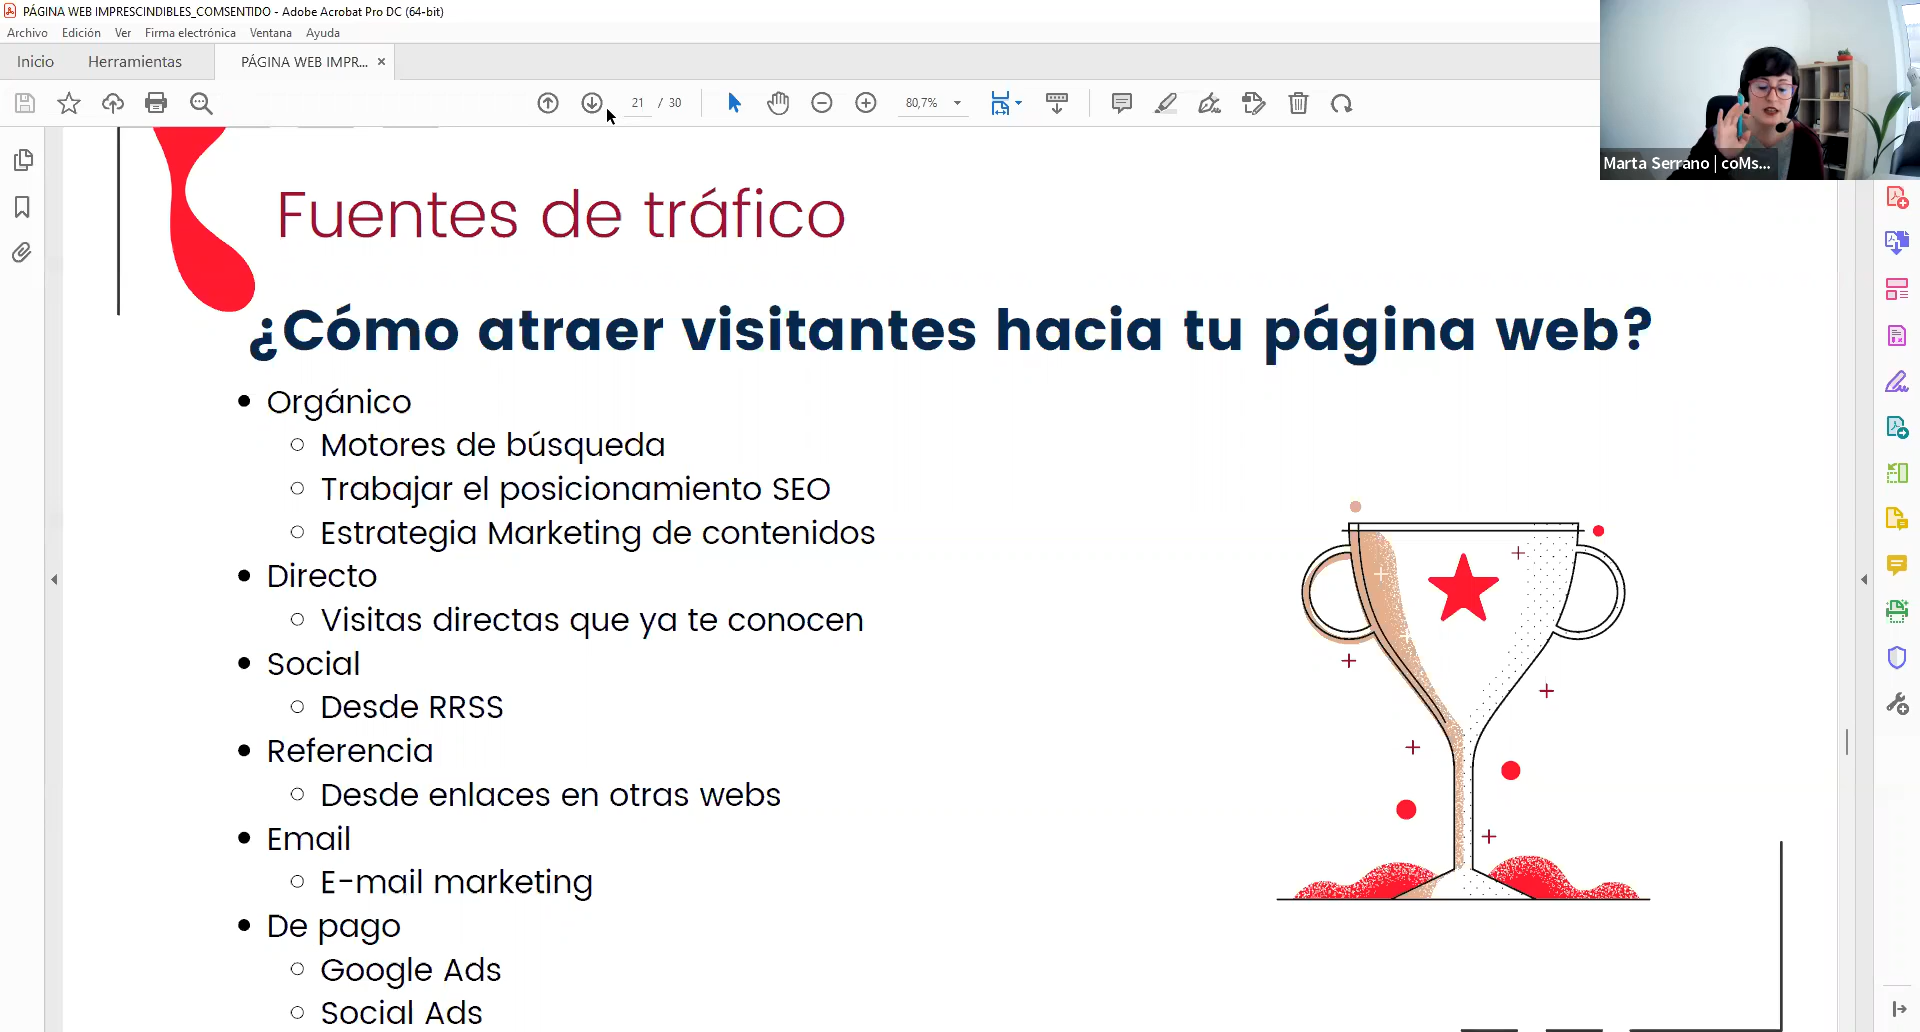 PÁGINA WEB IMPRESCINDIBLES_COMSENTIDO - Adobe Acrobat Pro DC (64-bit)
Archivo Edición Ver Firma electrónica Ventana Ayuda
Inicio Herramientas PÁGINA WEB IMPR... ×
21 / 30 80,7%
Marta Serrano | coMs...
Fuentes de tráfico
¿Cómo atraer visitantes hacia tu página web?
• Orgánico
○ Motores de búsqueda
○ Trabajar el posicionamiento SEO
○ Estrategia Marketing de contenidos
• Directo
○ Visitas directas que ya te conocen
• Social
○ Desde RRSS
• Referencia
○ Desde enlaces en otras webs
• Email
○ E-mail marketing
• De pago
○ Google Ads
○ Social Ads